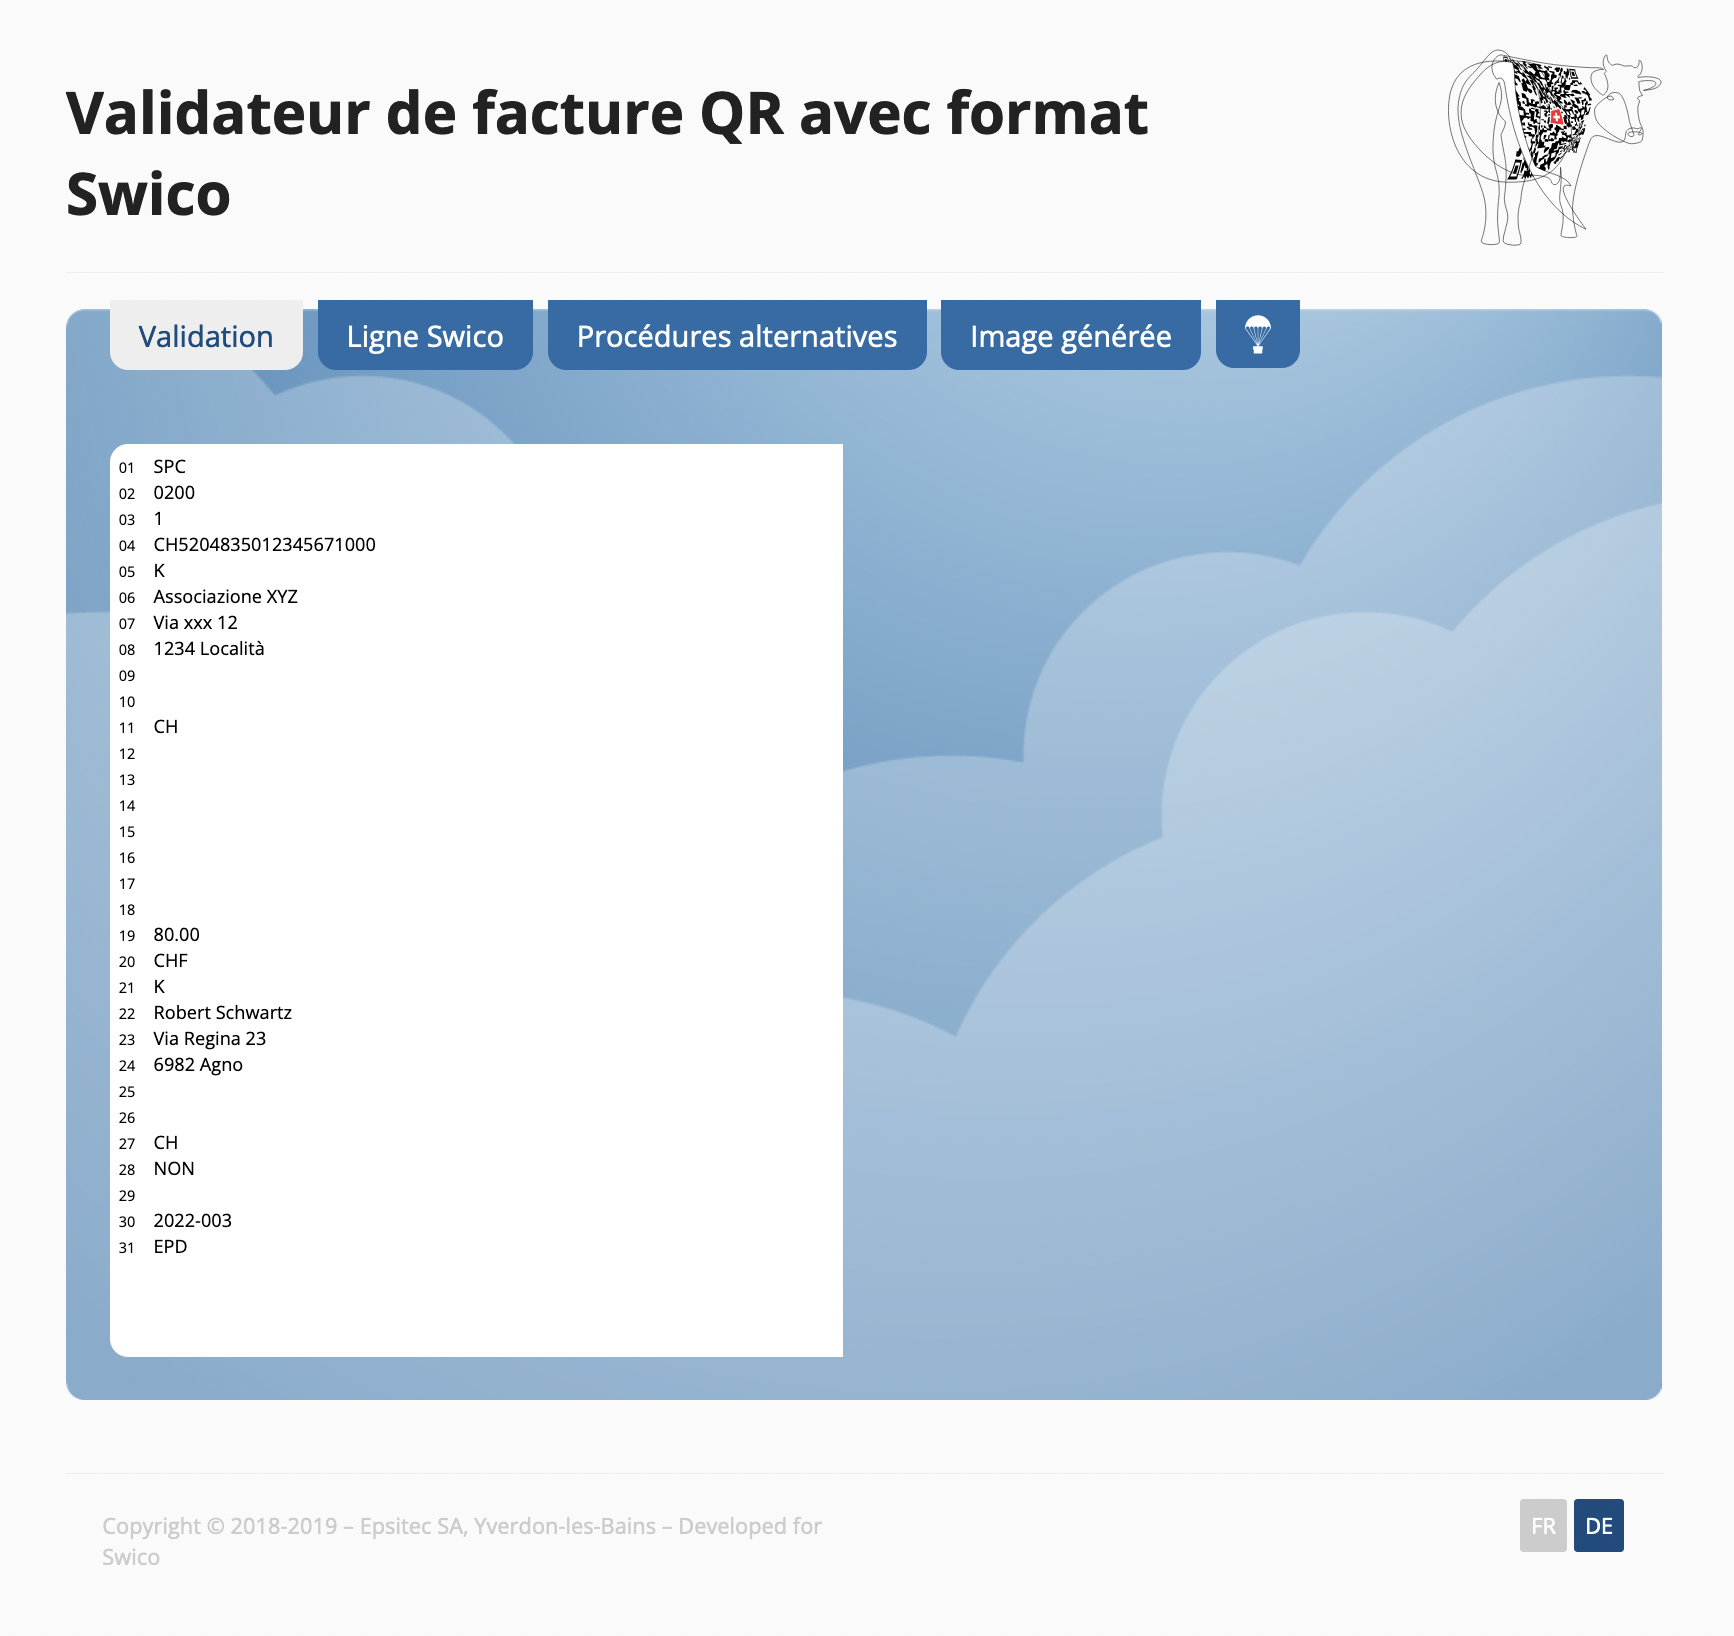 Validateur de facture QR avec format
Swico
Validation
Ligne Swico
Procédures alternatives
Image générée
01 SPC
02 0200
03 1
04 CH5204835012345671000
05 K
06 Associazione XYZ
07 Via xxx 12
08 1234 Località
09
10
11 CH
12
13
14
15
16
17
18
19 80.00
20 CHF
21 K
22 Robert Schwartz
23 Via Regina 23
24 6982 Agno
25
26
27 CH
28 NON
29
30 2022-003
31 EPD
Copyright © 2018-2019 – Epsitec SA, Yverdon-les-Bains – Developed for
Swico
FR
DE